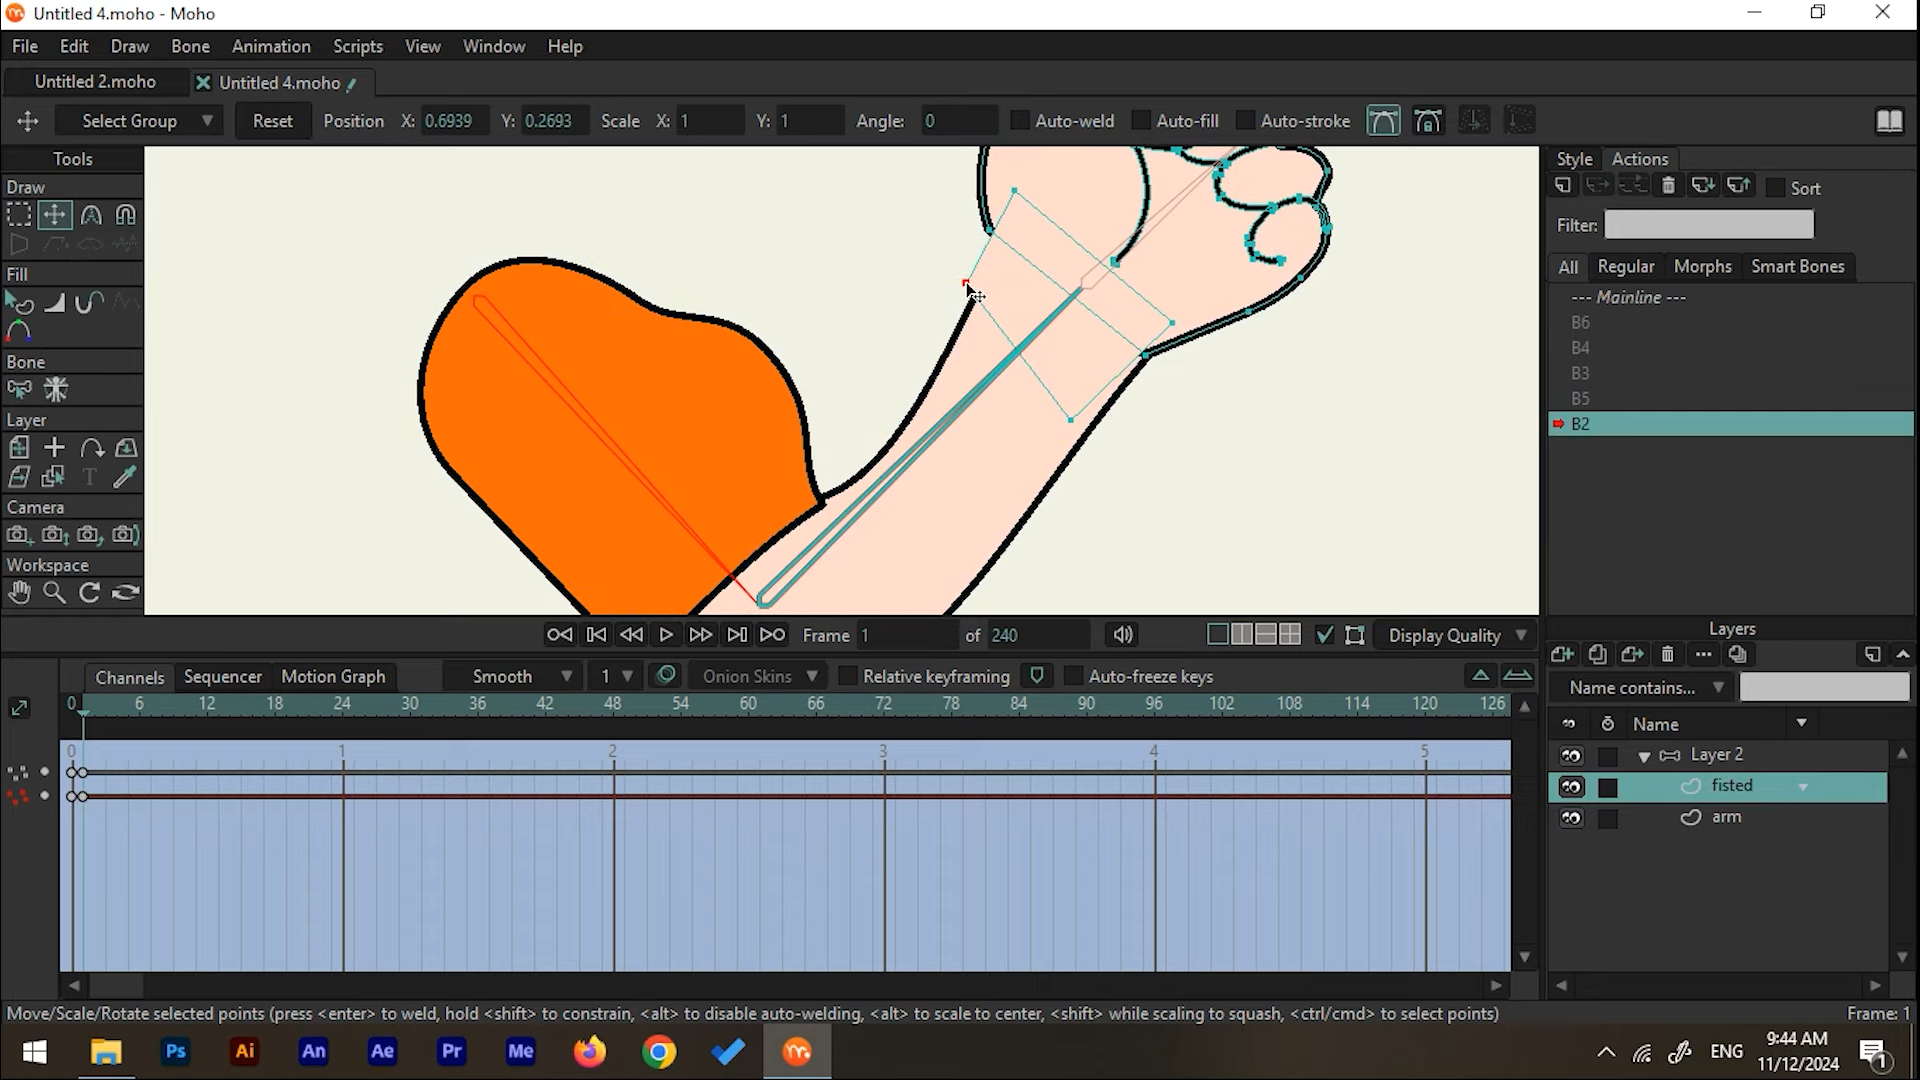 Untitled 4.moho - Moho
File Edit Draw Bone Animation Scripts View Window Help
Untitled 2.moho Untitled 4.moho
Select Group Reset Position X: 0.6939 Y: 0.2693 Scale X: 1 Y: 1 Angle: 0 Auto-weld Auto-fill Auto-stroke
Tools
Draw
Fill
Bone
Layer
T
Camera
Workspace
Style Actions
Sort
Filter:
All Regular Morphs Smart Bones
--- Mainline ---
B6
B4
B3
B5
B2
Frame 1 of 240 Display Quality
Channels Sequencer Motion Graph Smooth 1 Onion Skins Relative keyframing Auto-freeze keys
0 6 12 18 24 30 36 42 48 54 60 66 72 78 84 90 96 102 108 114 120 126
0 1 2 3 4 5
Layers
Name contains...
Name
Layer 2
fisted
arm
Move/Scale/Rotate selected points (press <enter> to weld, hold <shift> to constrain, <alt> to disable auto-welding, <alt> to scale to center, <shift> while scaling to squash, <ctrl/cmd> to select points)
Frame: 1
Ps Ai An Ae Pr Me
ENG
9:44 AM
11/12/2024
1